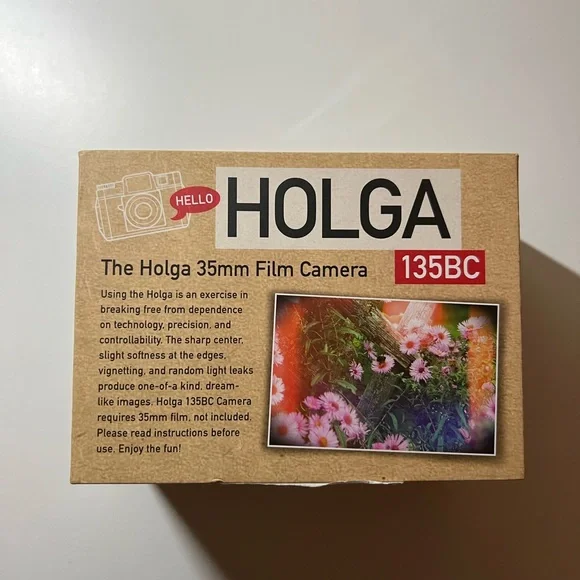 HELLO
HOLGA
The Holga 35mm Film Camera
135BC
Using the Holga is an exercise in
breaking free from dependence
on technology, precision, and
controllability. The sharp center,
slight softness at the edges,
vignetting, and random light leaks
produce one-of-a kind, dream-
like images. Holga 135BC Camera
requires 35mm film, not included.
Please read instructions before
use. Enjoy the fun!